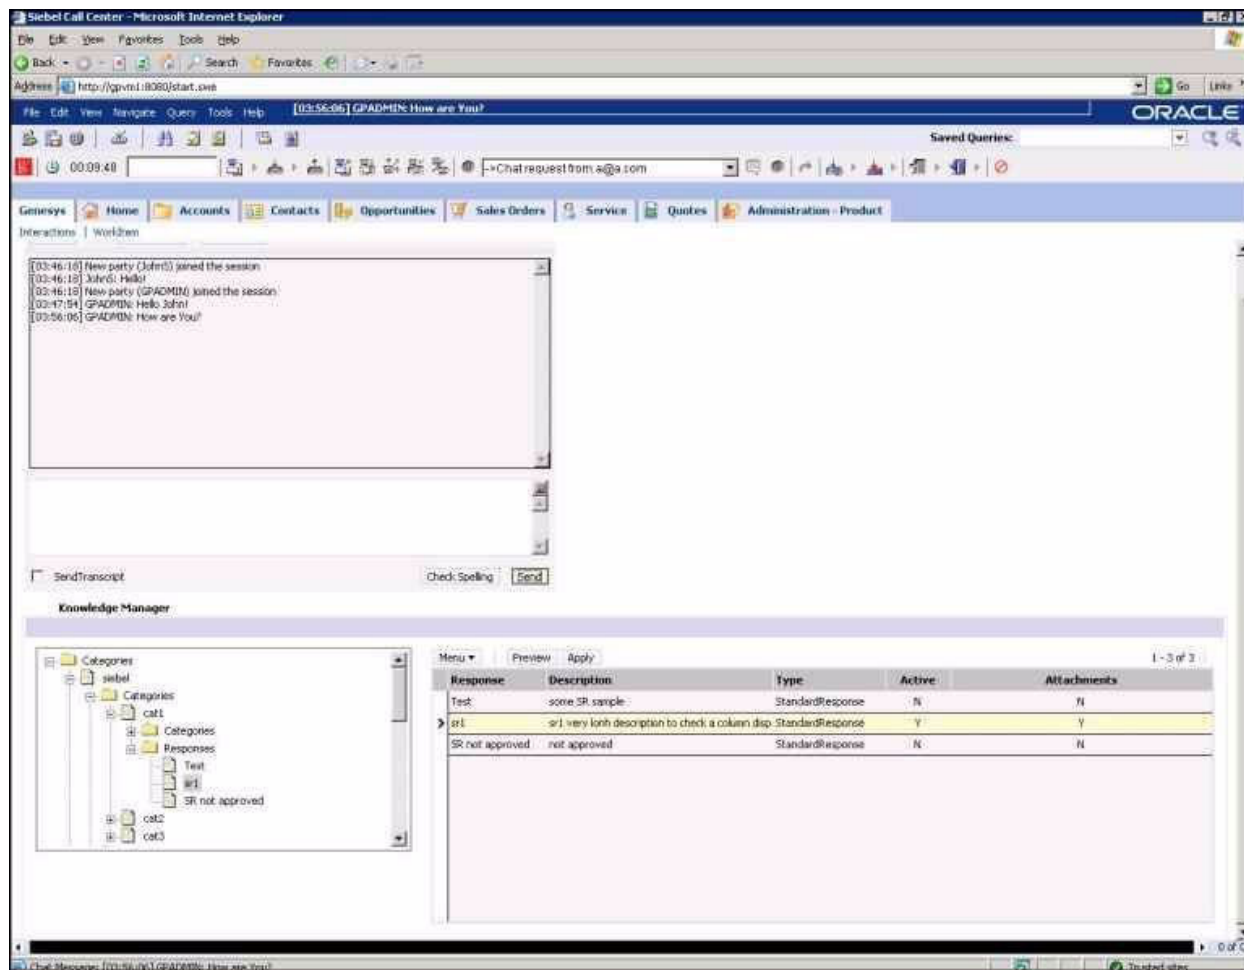 Siebel Call Center - Microsoft Internet Explorer
File Edit View Favorites Tools Help
Back Search Favorites
Address http://gpvm1:8080/start.swe Go Links
File Edit View Navigate Query Tools Help [03:56:06] GPADMIN: How are You? ORACLE
Saved Queries:
00:09:48 ->Chat request from a@a.com
Genesys Home Accounts Contacts Opportunities Sales Orders Service Quotes Administration - Product
Interactions | WorkItem
[03:46:18] New party (JohnS) joined the session
[03:46:18] JohnS: Hello!
[03:46:18] New party (GPADMIN) joined the session
[03:47:54] GPADMIN: Hello John!
[03:56:06] GPADMIN: How are You?
SendTranscript Check Spelling Send
Knowledge Manager
Categories
siebel
Categories
cat1
Categories
Responses
Test
sr1
SR not approved
cat2
cat3
Menu Preview Apply 1 - 3 of 3
Response Description Type Active Attachments
Test some SR sample StandardResponse N N
sr1 sr1 very lonh description to check a column disp StandardResponse Y Y
SR not approved not approved StandardResponse N N
0 of
Chat Message: [03:56:06] GPADMIN: How are You? Trusted sites